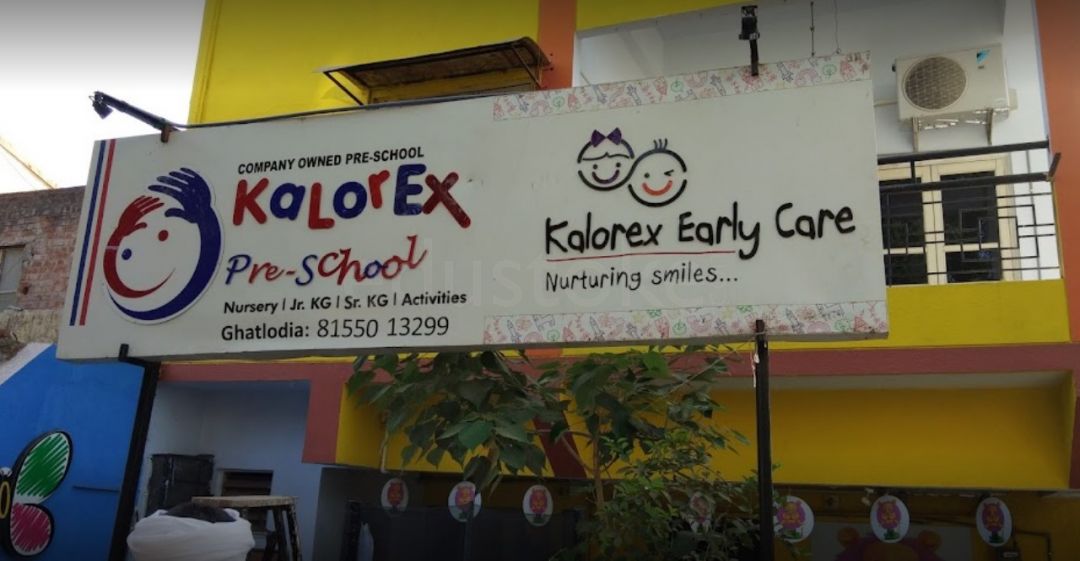 COMPANY OWNED PRE-SCHOOL
KaLorEx
Pre-School
Nursery | Jr. KG | Sr. KG | Activities
Ghatlodia: 81550 13299
Kalorex Early Care
Nurturing smiles...